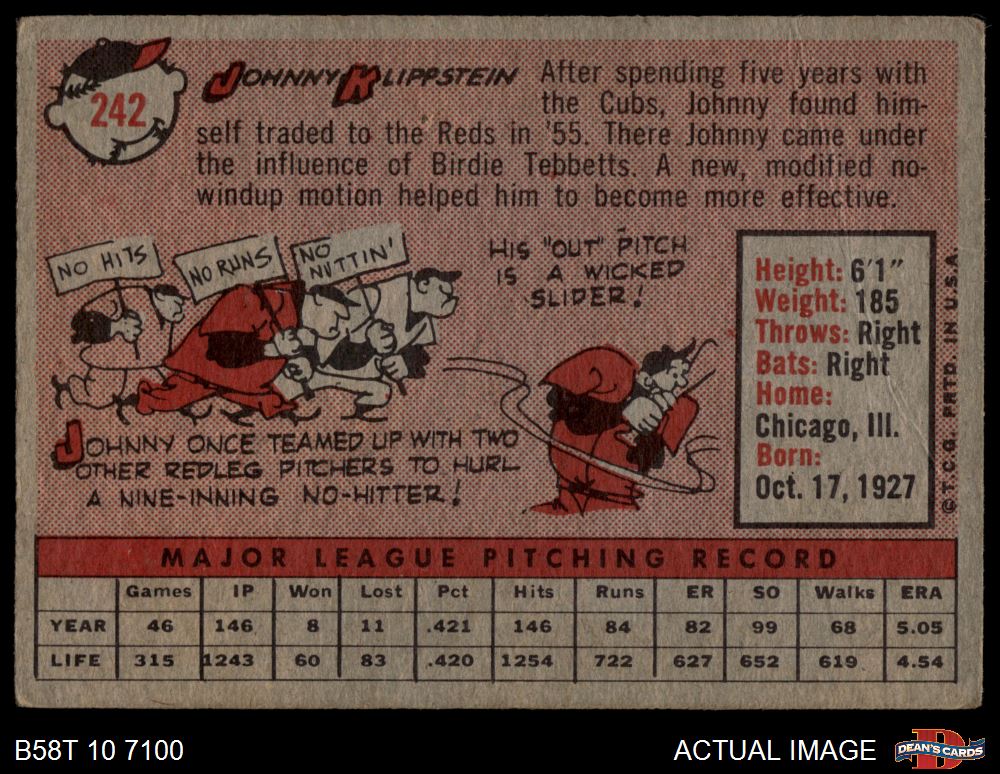 242
JOHNNY KLIPPSTEIN
After spending five years with
the Cubs, Johnny found him-
self traded to the Reds in '55. There Johnny came under
the influence of Birdie Tebbetts. A new, modified no-
windup motion helped him to become more effective.
NO HITS
NO RUNS
NO
NUTTIN'
HIS "OUT" PITCH
IS A WICKED
SLIDER!
JOHNNY ONCE TEAMED UP WITH TWO
OTHER REDLEG PITCHERS TO HURL
A NINE-INNING NO-HITTER!
Height: 6'1"
Weight: 185
Throws: Right
Bats: Right
Home:
Chicago, Ill.
Born:
Oct. 17, 1927
© T.C.G. PRTD. IN U.S.A.
MAJOR LEAGUE PITCHING RECORD
Games IP Won Lost Pct Hits Runs ER SO Walks ERA
YEAR 46 146 8 11 .421 146 84 82 99 68 5.05
LIFE 315 1243 60 83 .420 1254 722 627 652 619 4.54
B58T 10 7100
ACTUAL IMAGE
D
DEAN'S CARDS